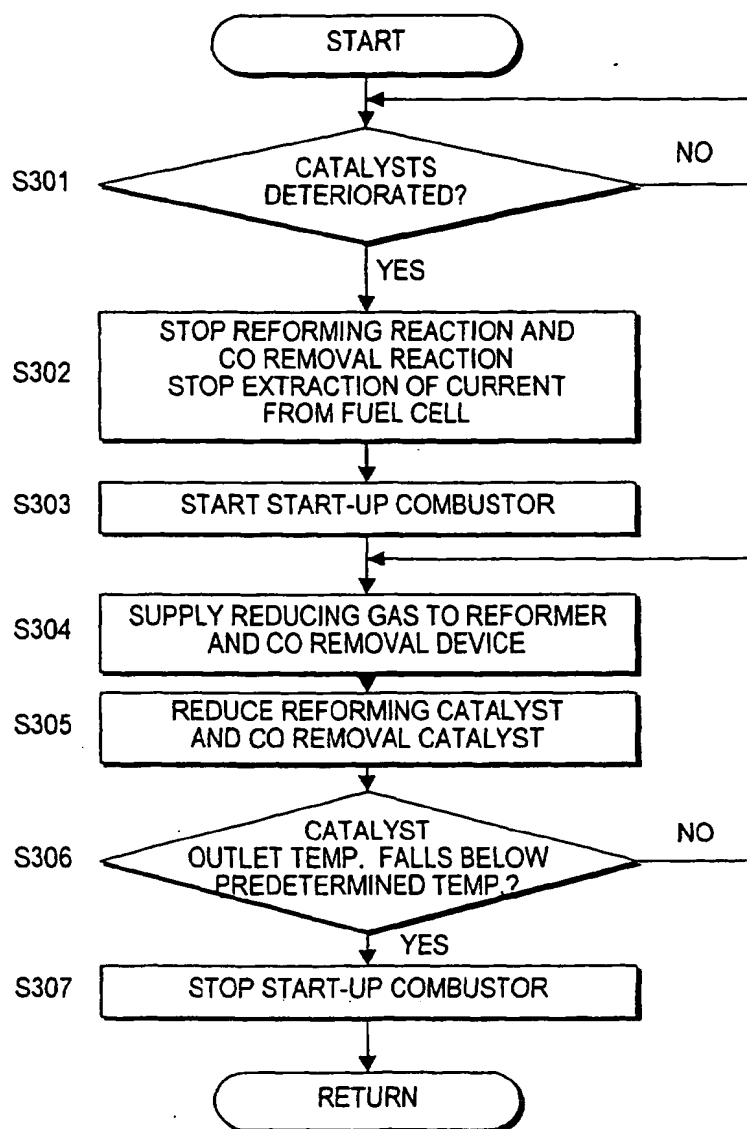 START
NO
S301
CATALYSTS
DETERIORATED?
YES
S302
STOP REFORMING REACTION AND
CO REMOVAL REACTION
STOP EXTRACTION OF CURRENT
FROM FUEL CELL
S303
START START-UP COMBUSTOR
S304
SUPPLY REDUCING GAS TO REFORMER
AND CO REMOVAL DEVICE
S305
REDUCE REFORMING CATALYST
AND CO REMOVAL CATALYST
S306
CATALYST
OUTLET TEMP. FALLS BELOW
PREDETERMINED TEMP.?
NO
YES
S307
STOP START-UP COMBUSTOR
RETURN